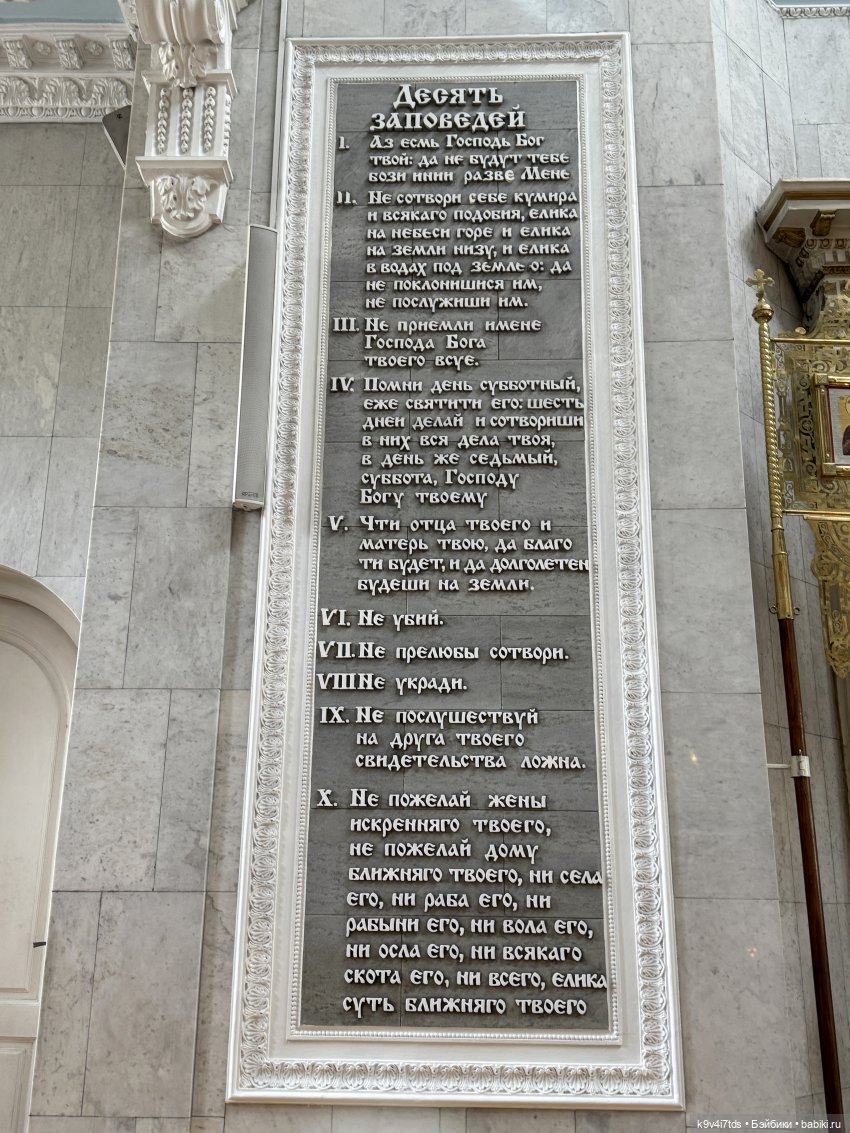 Десять
заповедей
I. Аз есмь Господь Бог
твой: да не будут тебе
бози инии разве Мене
II. Не сотвори себе кумира
и всякаго подобия, елика
на небеси горе и елика
на земли низу, и елика
в водах под земле о: да
не поклонишися им,
не послужиши им.
III. Не приемли имене
Господа Бога
твоего всуе.
IV. Помни день субботный,
еже святити его: шесть
дней делай и сотвориши
в них вся дела твоя,
в день же седьмый,
суббота, Господу
Богу твоему
V. Чти отца твоего и
матерь твою, да благо
ти будет, и да долголетен
будеши на земли.
VI. Не убий.
VII. Не прелюбы сотвори.
VIII Не укради.
IX. Не послушествуй
на друга твоего
свидетельства ложна.
X. Не пожелай жены
искренняго твоего,
не пожелай дому
ближняго твоего, ни села
его, ни раба его, ни
рабыни его, ни вола его,
ни осла его, ни всякаго
скота его, ни всего, елика
суть ближняго твоего
k9v4i7tds • Бэйбики • babiki.ru